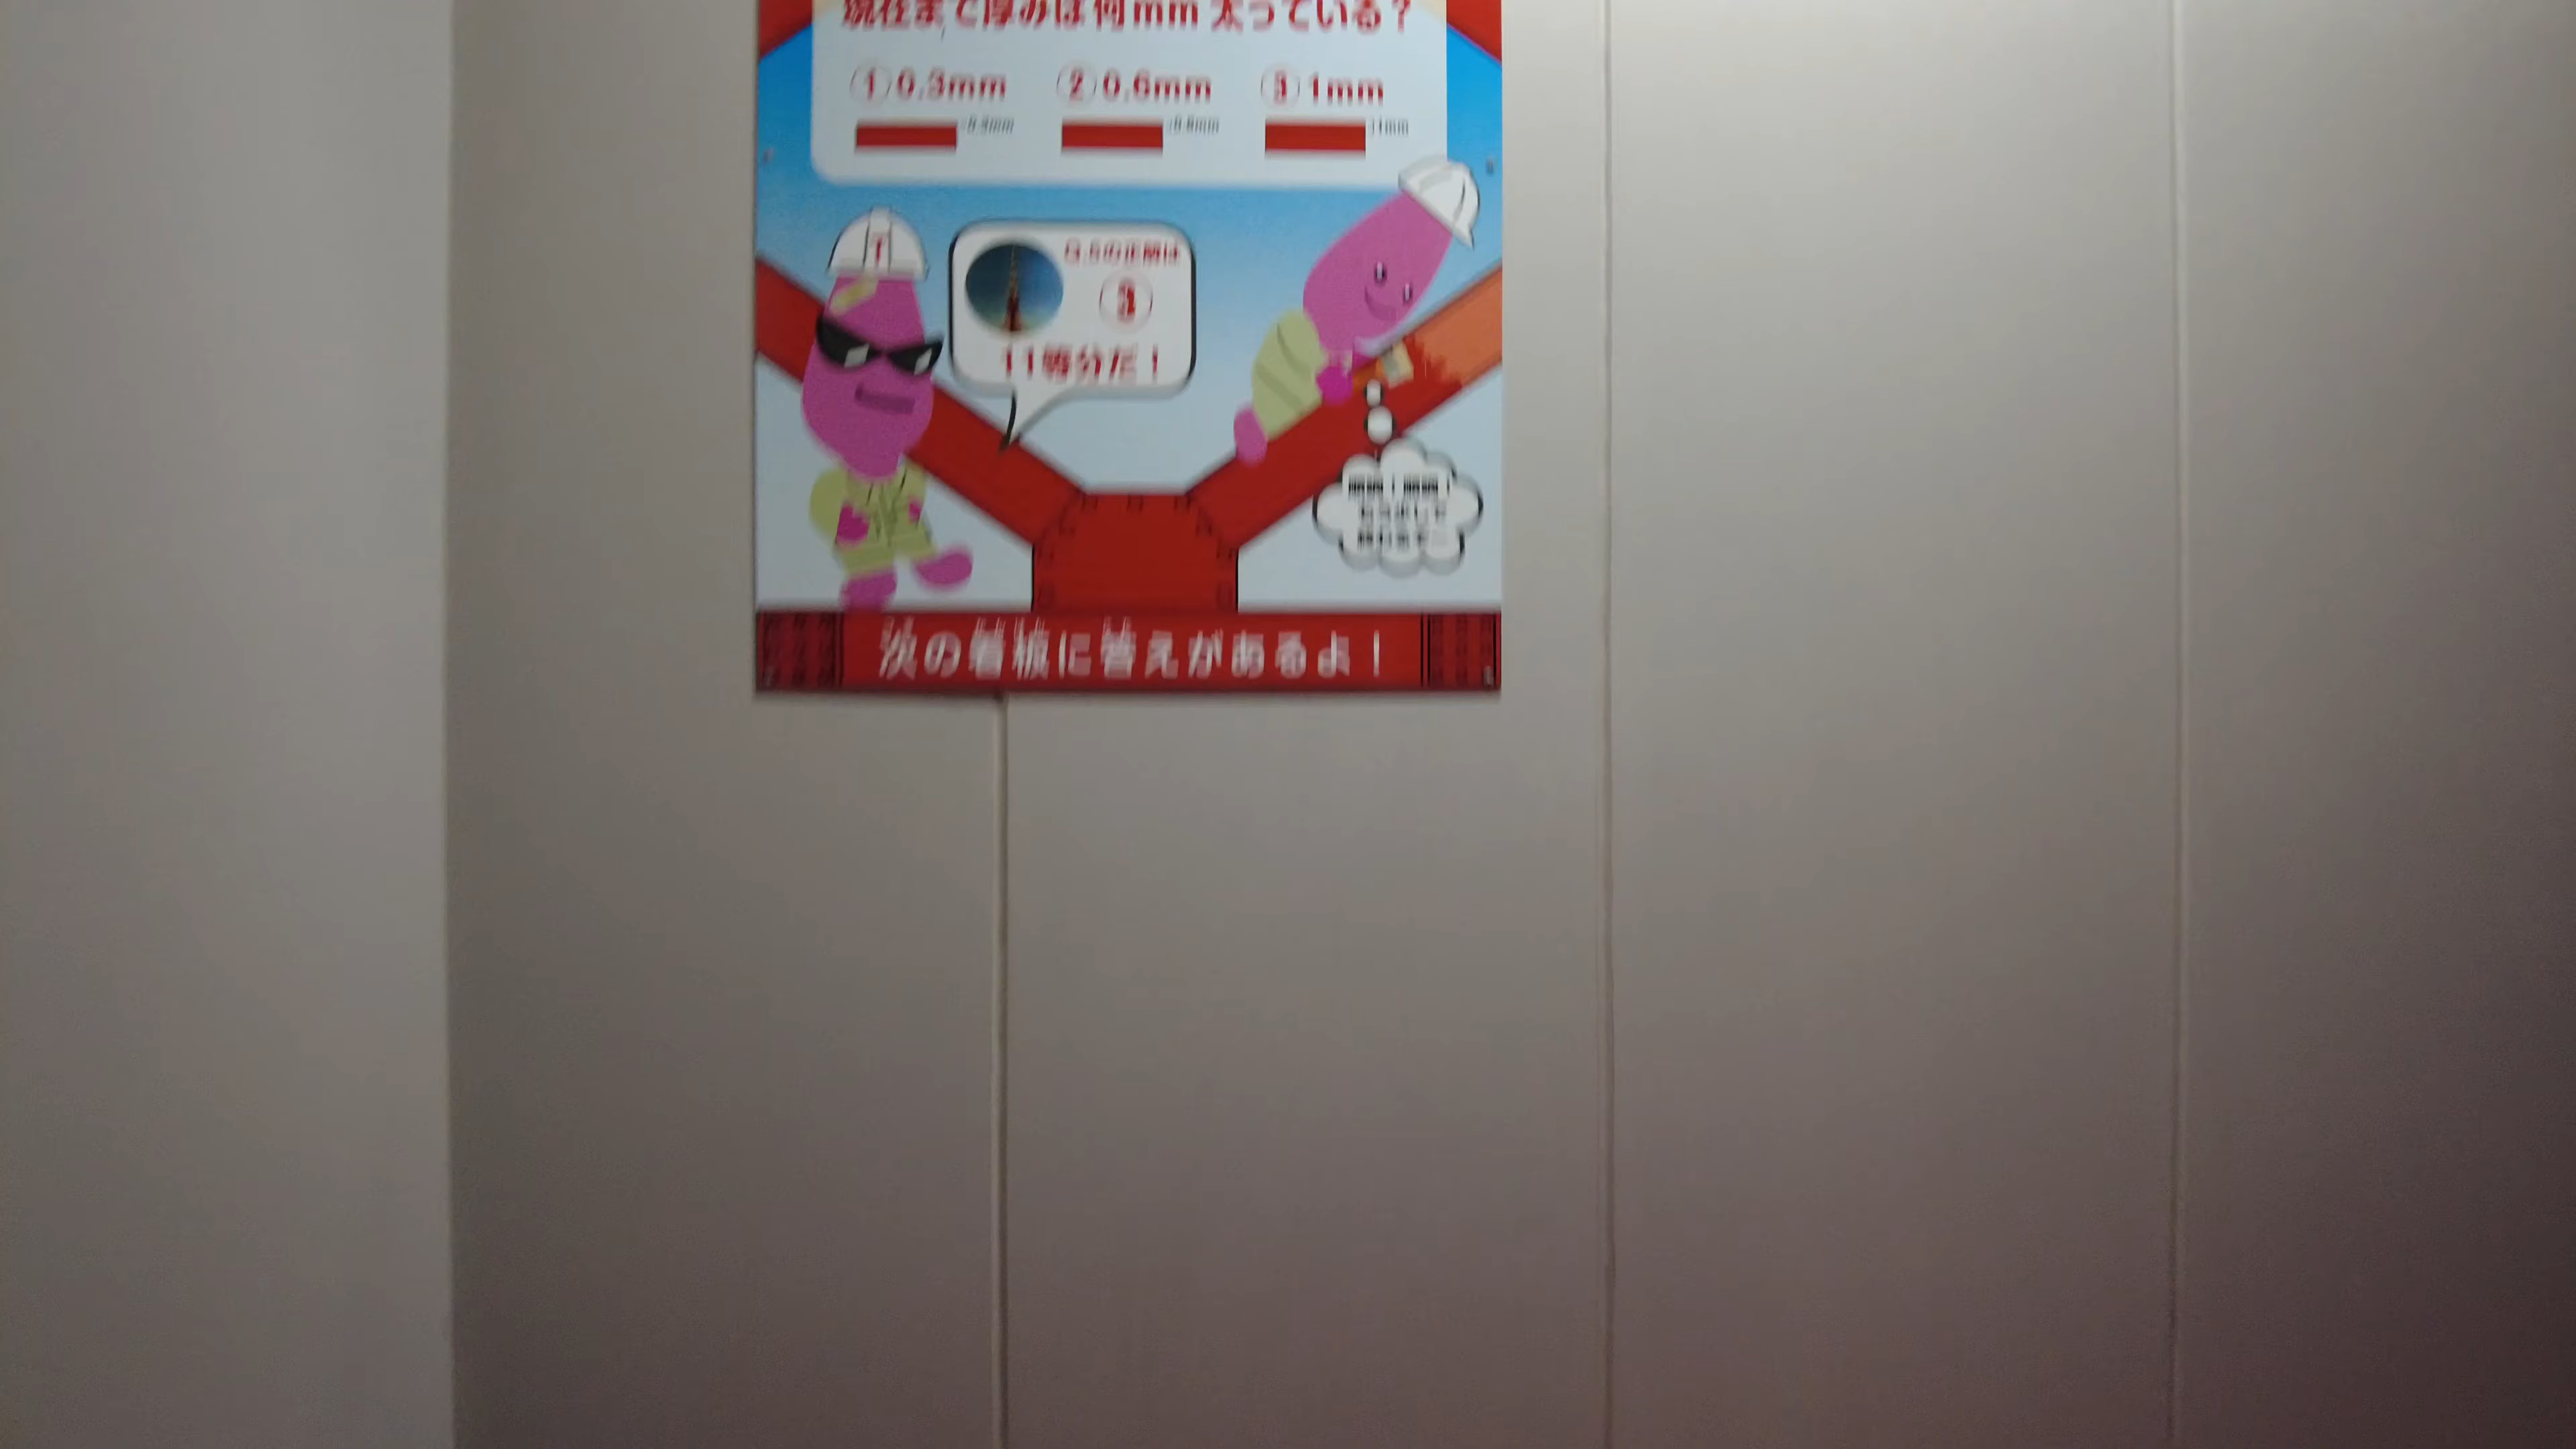 現在まで厚みは何mm 太っている?
①0.3mm ②0.6mm ③1mm
Q.5の正解は
③
11等分だ!
次の看板に答えがあるよ!